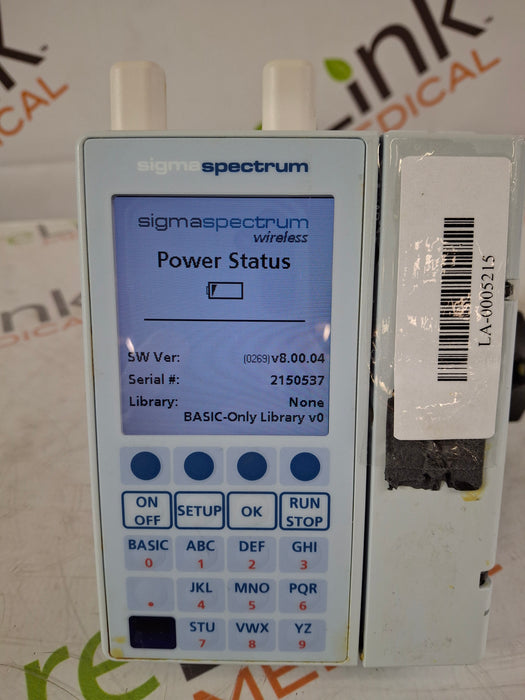 Link
MEDICAL
sigmaspectrum
sigmaspectrum
wireless
Power Status
SW Ver: (0269) v8.00.04
Serial #: 2150537
Library: None
BASIC-Only Library v0
LA-0005215
ON
OFF
SETUP
OK
RUN
STOP
BASIC
0
ABC
1
DEF
2
GHI
3
.
JKL
4
MNO
5
PQR
6
STU
7
VWX
8
YZ
9